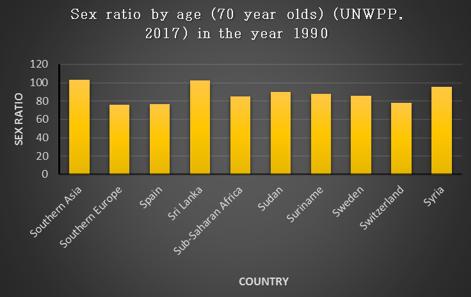 Sex ratio by age (70 year olds) (UNWPP,
2017) in the year 1990
120
100
80
60
40
20
0
SEX RATIO
Southern Asia
Southern Europe
Spain
Sri Lanka
Sub-Saharan Africa
Sudan
Suriname
Sweden
Switzerland
Syria
COUNTRY